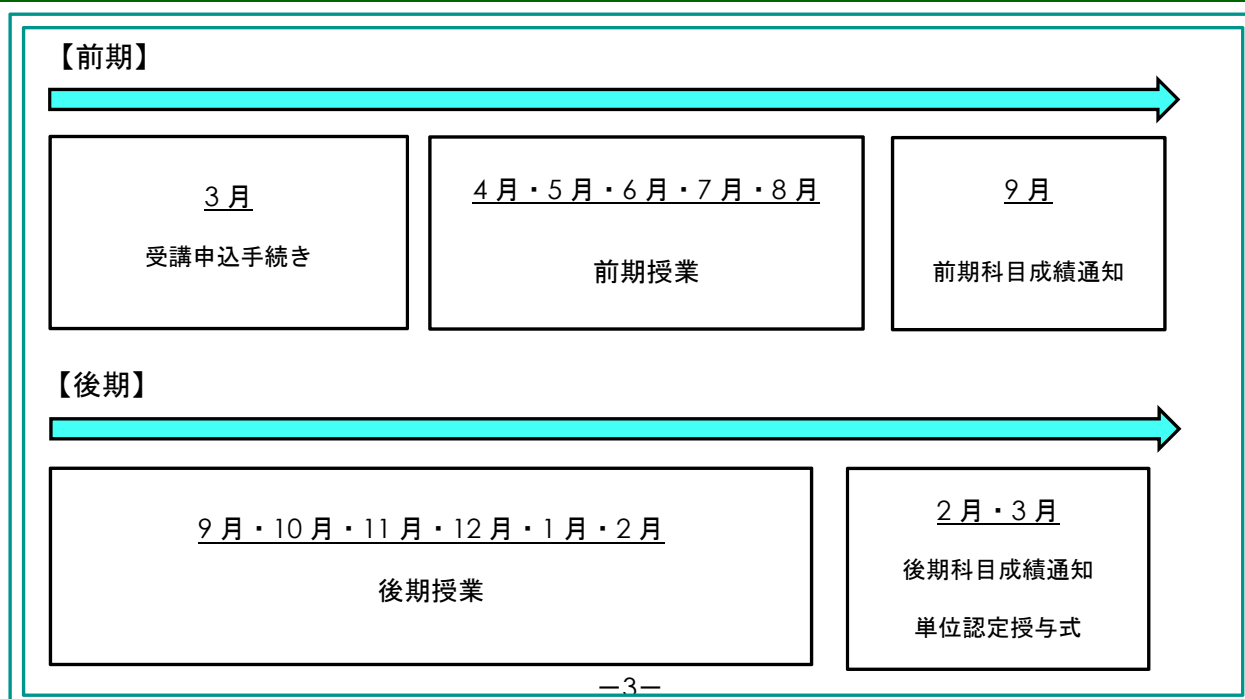 【前期】
3月
受講申込手続き
4月・5月・6月・7月・8月
前期授業
9月
前期科目成績通知
【後期】
9月・10月・11月・12月・1月・2月
後期授業
2月・3月
後期科目成績通知
単位認定授与式
－3－